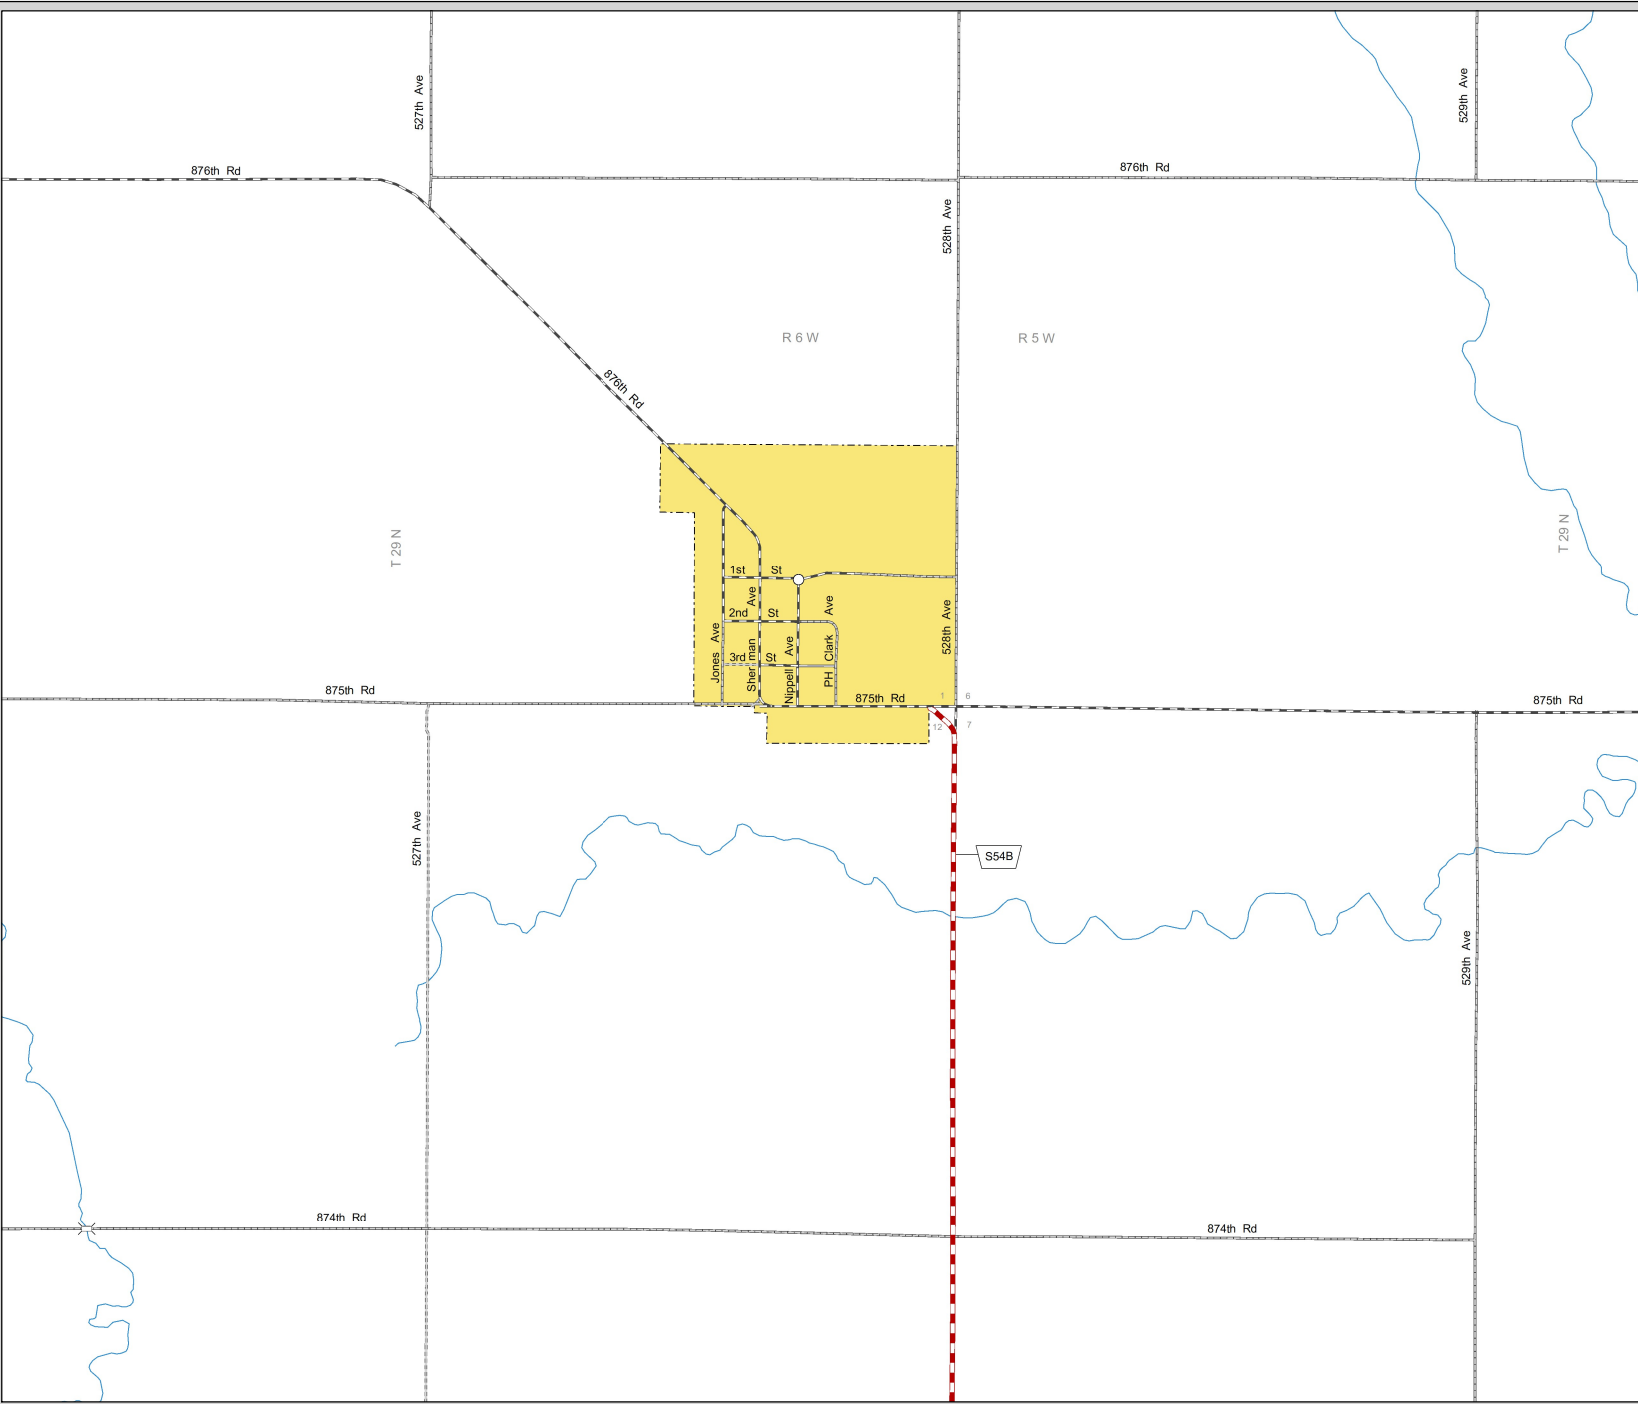 527th Ave
529th Ave
876th Rd
876th Rd
528th Ave
R 6 W
R 5 W
876th Rd
T 29 N
T 29 N
1st St
2nd St
3rd St
Jones Ave
Sherman Ave
Nippell Ave
PH Clark Ave
528th Ave
875th Rd
875th Rd
875th Rd
1
6
12
7
527th Ave
S54B
529th Ave
874th Rd
874th Rd